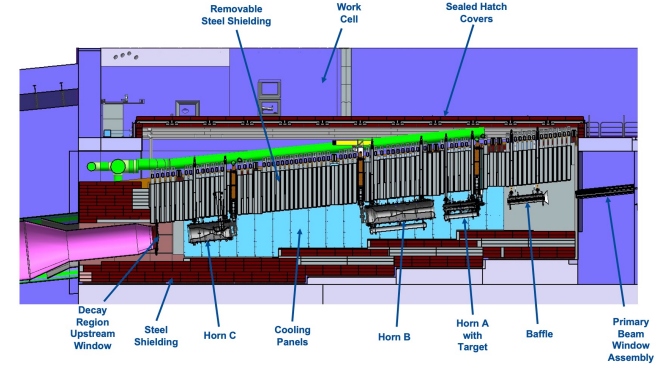 Removable
Steel Shielding
Work
Cell
Sealed Hatch
Covers
Decay
Region
Upstream
Window
Steel
Shielding
Horn C
Cooling
Panels
Horn B
Horn A
with
Target
Baffle
Primary
Beam
Window
Assembly